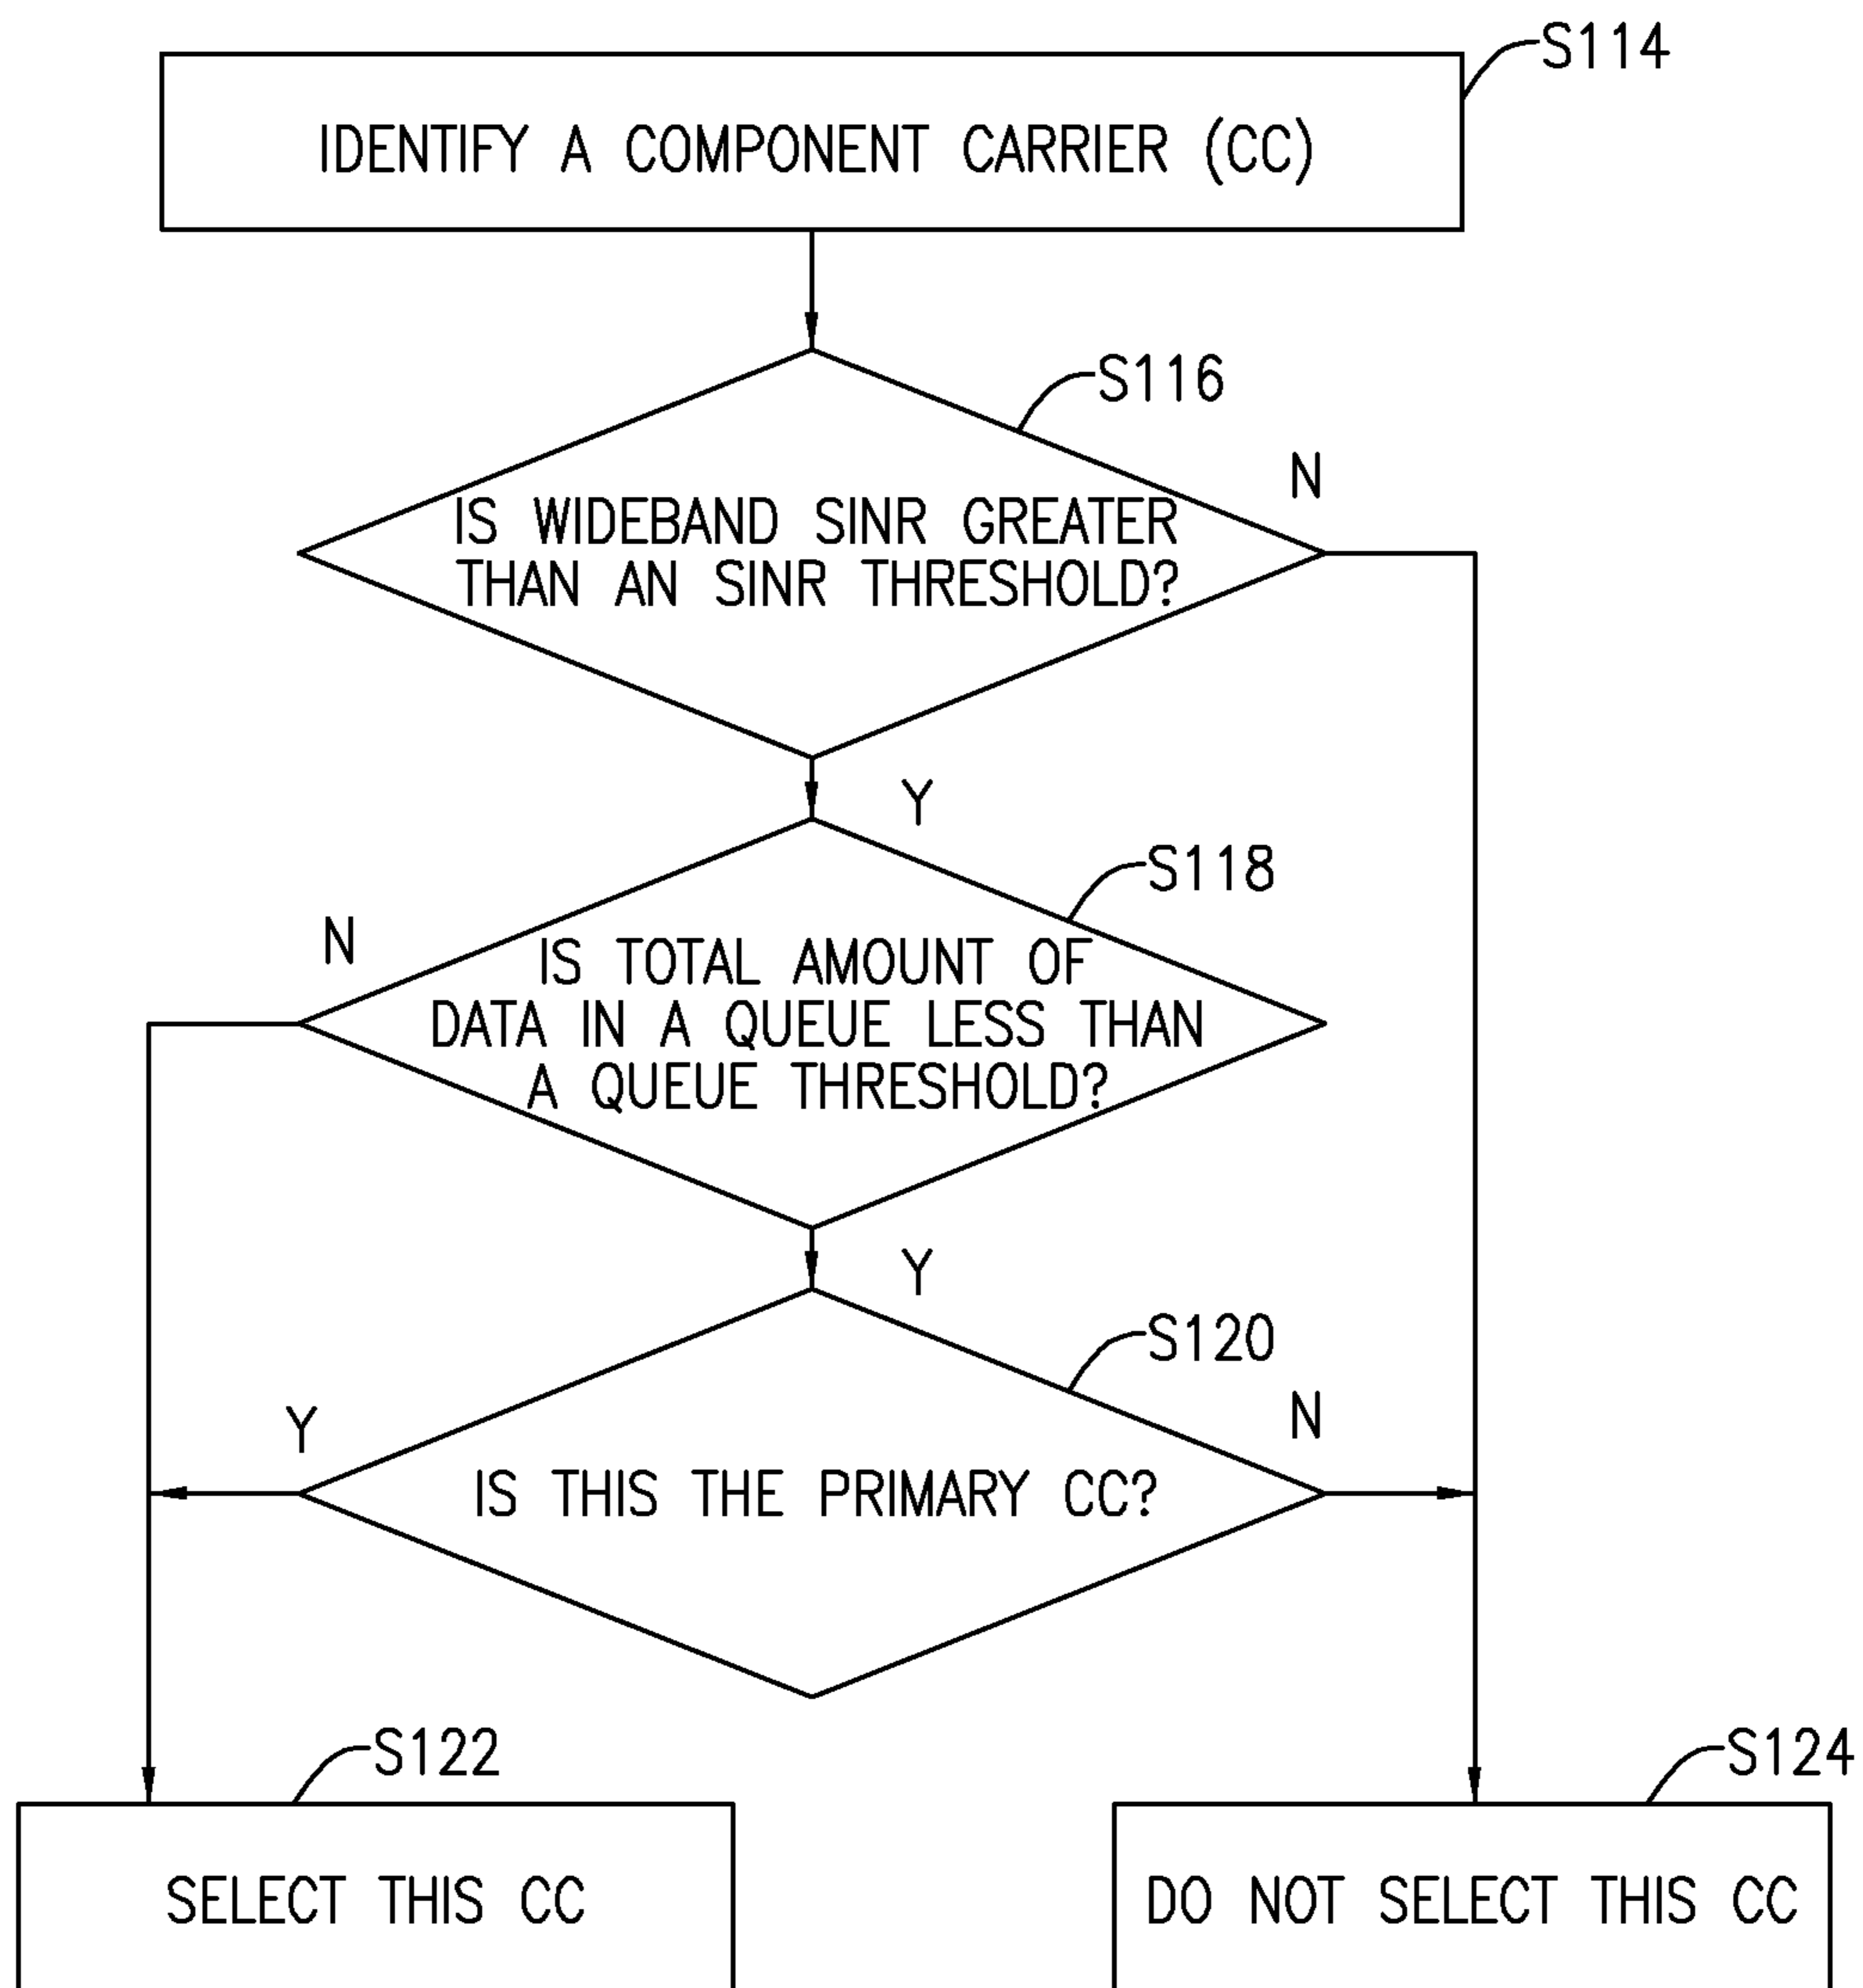 S114
IDENTIFY A COMPONENT CARRIER (CC)
S116
N
IS WIDEBAND SINR GREATER
THAN AN SINR THRESHOLD?
Y
S118
N
IS TOTAL AMOUNT OF
DATA IN A QUEUE LESS THAN
A QUEUE THRESHOLD?
Y
S120
Y
N
IS THIS THE PRIMARY CC?
S122
S124
SELECT THIS CC
DO NOT SELECT THIS CC